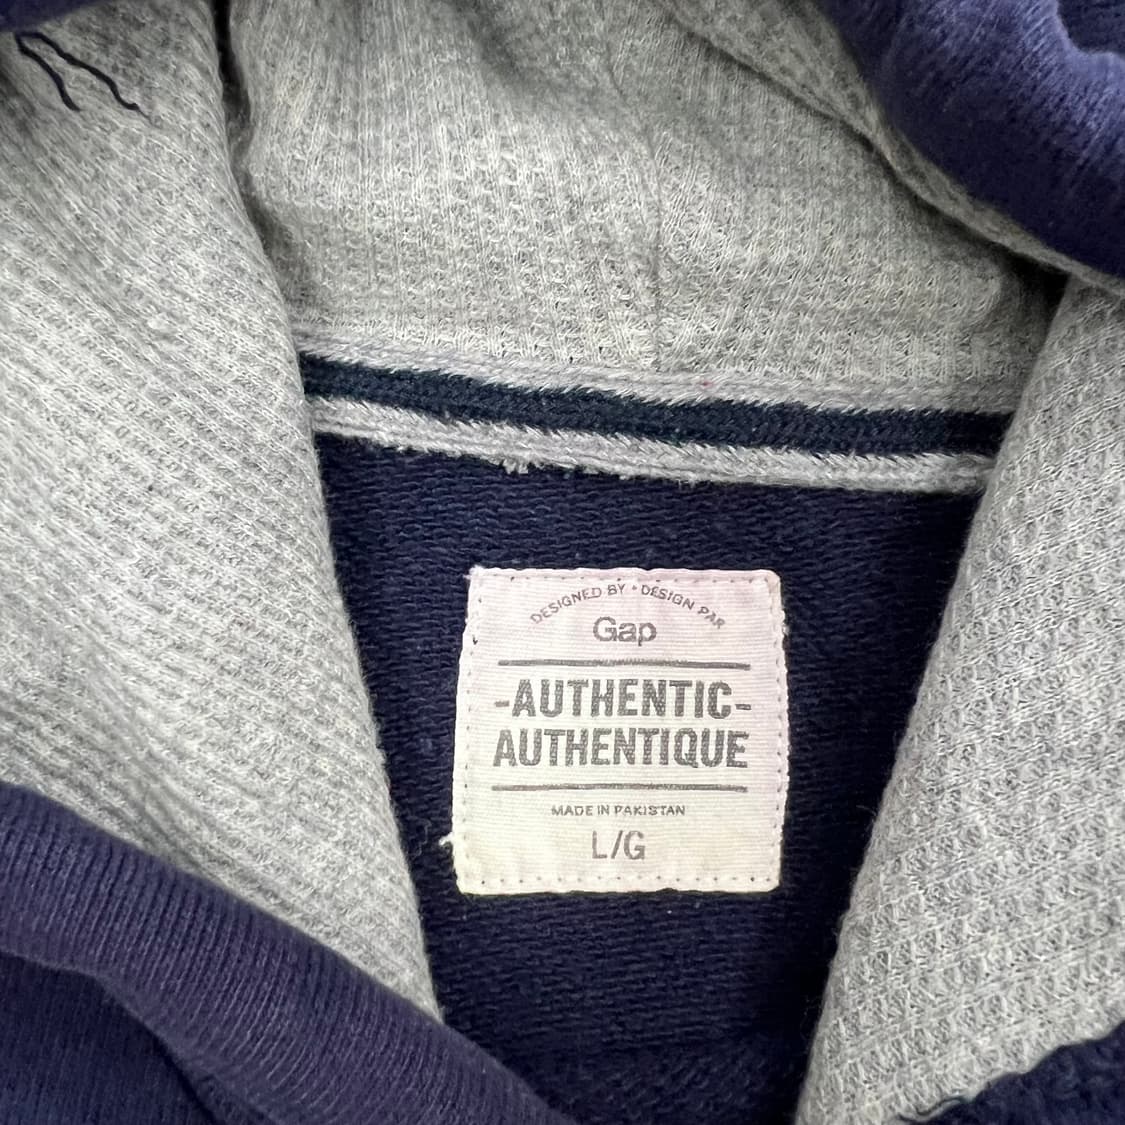 DESIGNED BY • DESIGN PAR
Gap
-AUTHENTIC-
AUTHENTIQUE
MADE IN PAKISTAN
L/G